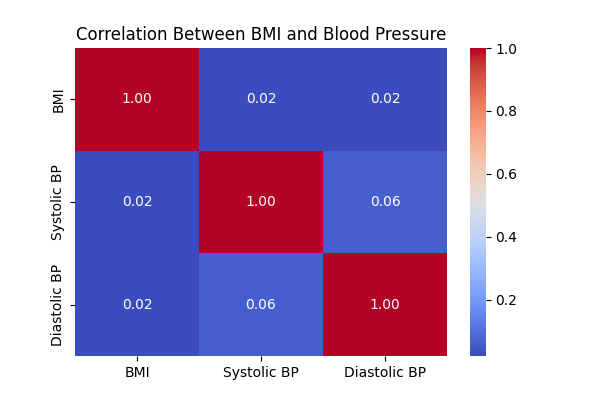 Correlation Between BMI and Blood Pressure
BMI
1.00
0.02
0.02
Systolic BP
0.02
1.00
0.06
Diastolic BP
0.02
0.06
1.00
BMI
Systolic BP
Diastolic BP
1.0
0.8
0.6
0.4
0.2